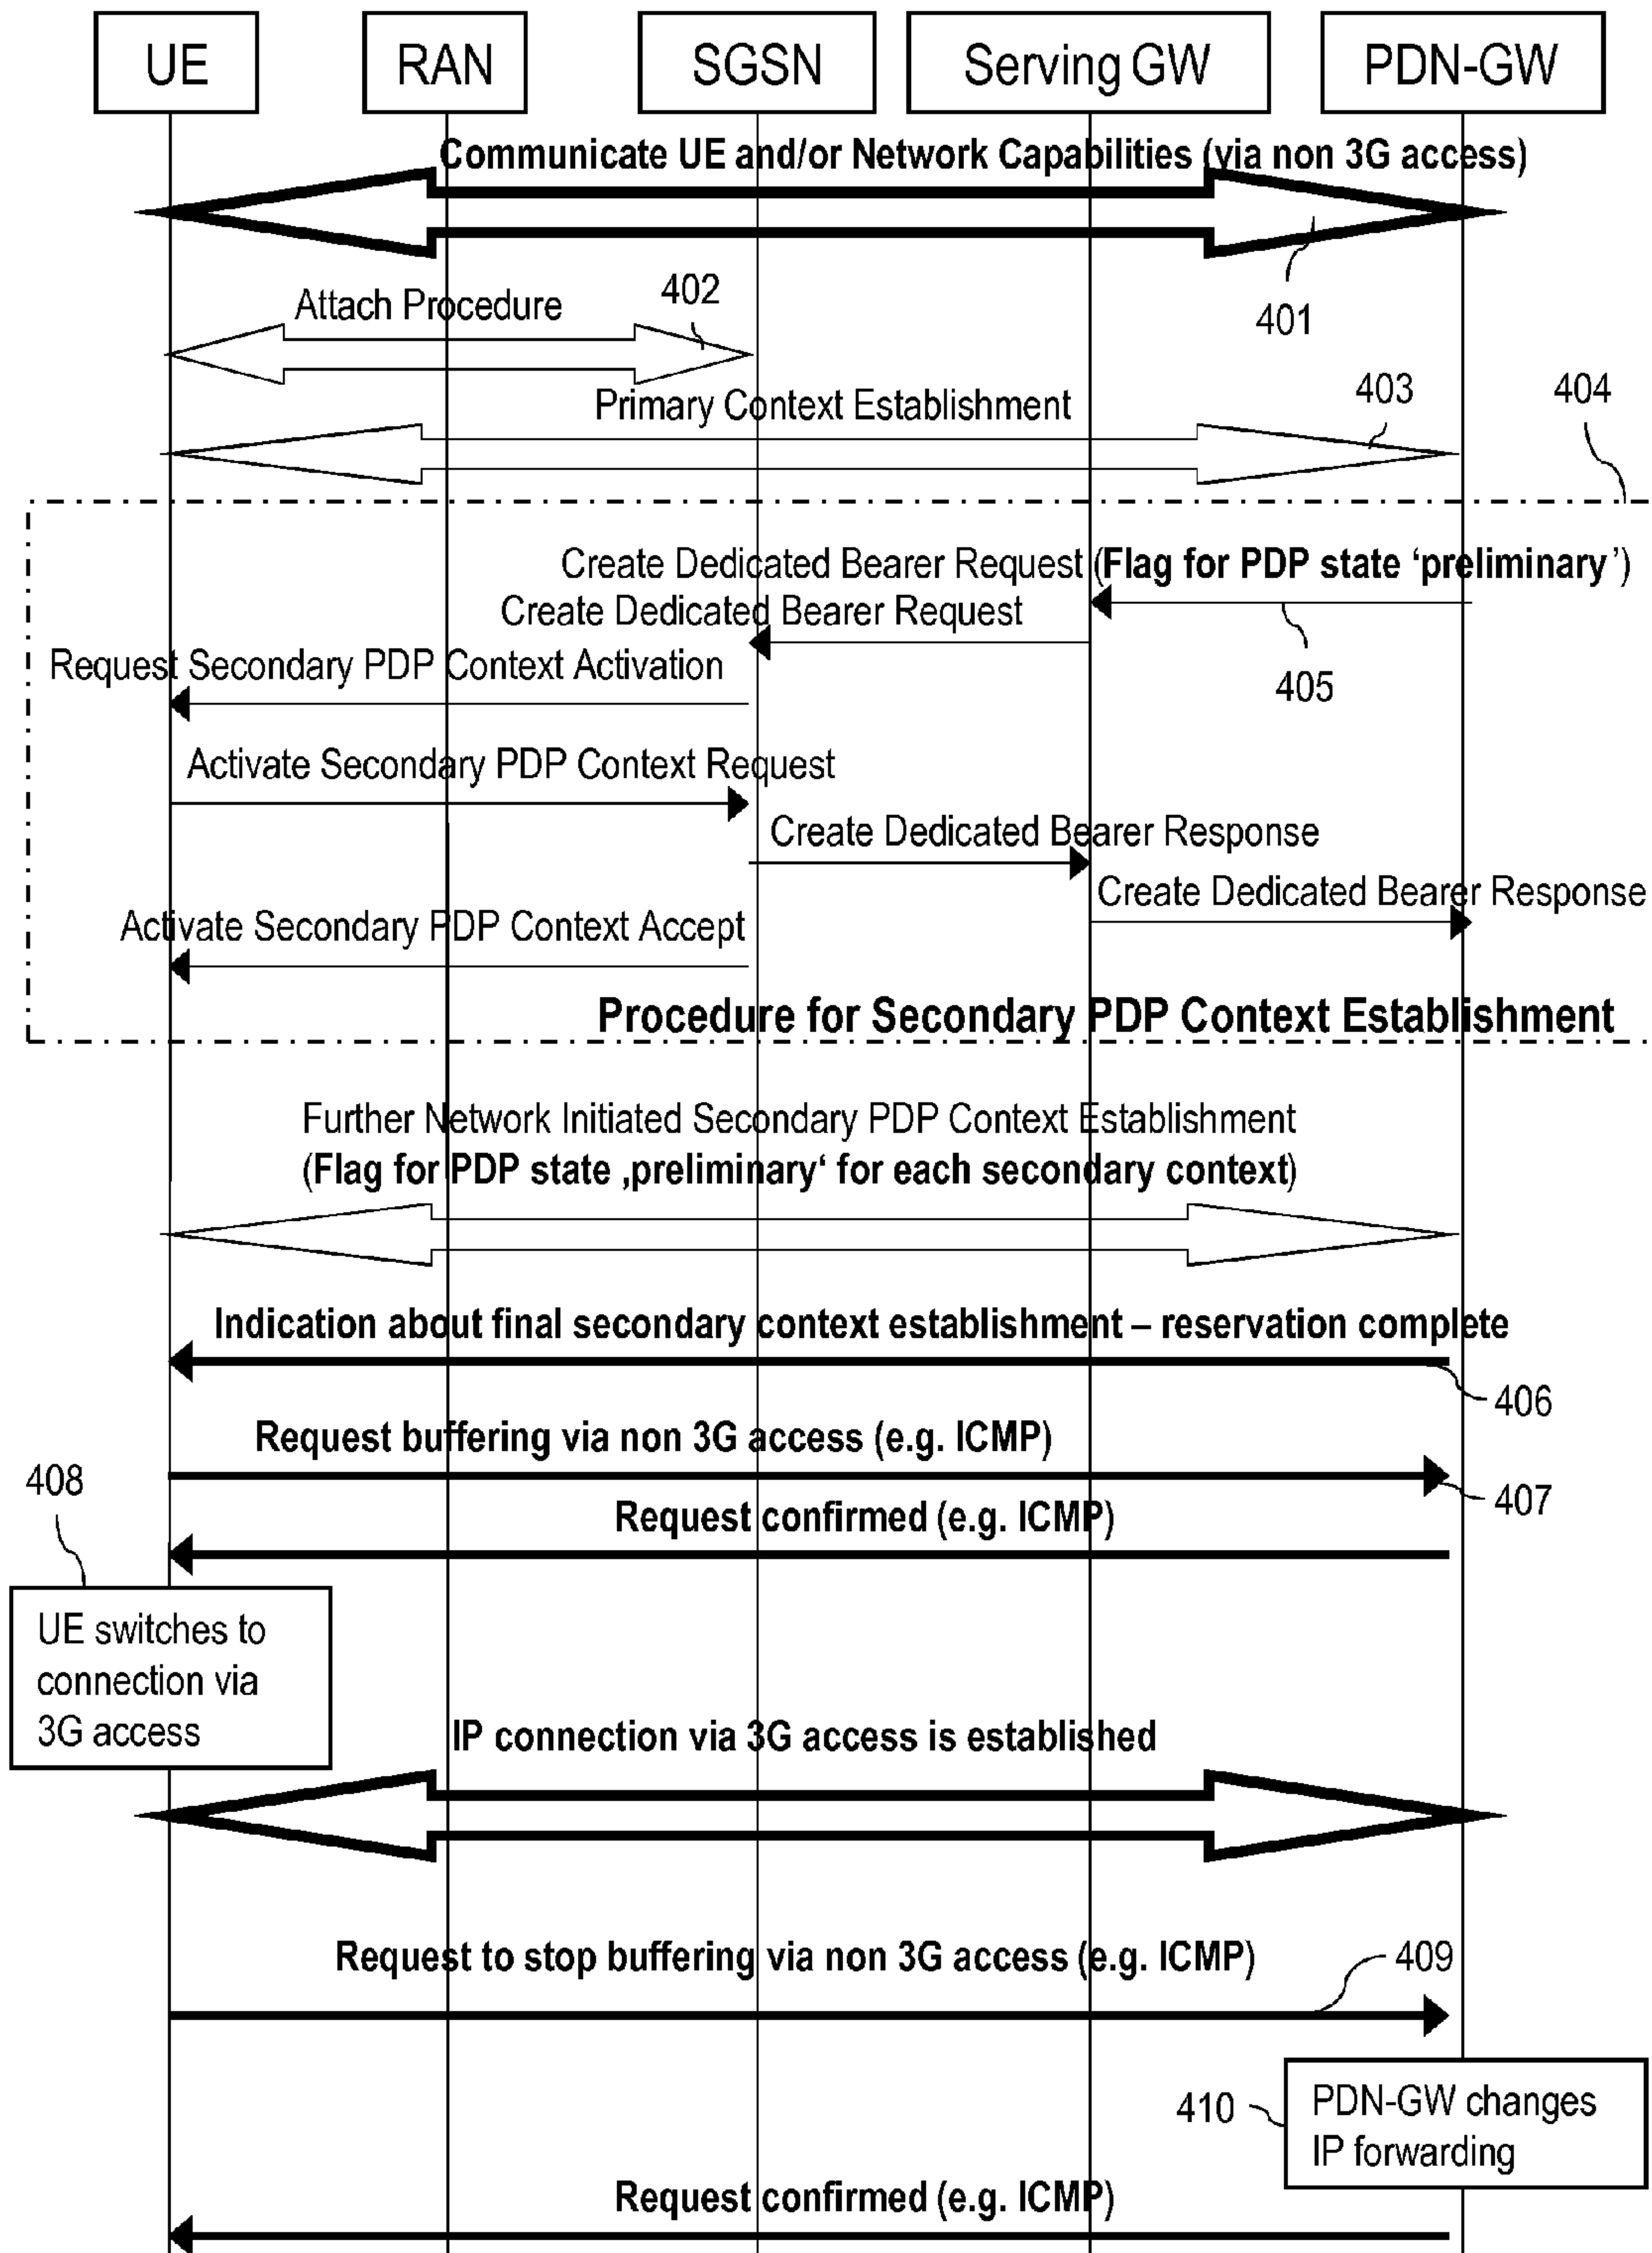 UE
RAN
SGSN
Serving GW
PDN-GW
Communicate UE and/or Network Capabilities (via non 3G access)
401
Attach Procedure
402
Primary Context Establishment
403
404
Create Dedicated Bearer Request (Flag for PDP state ‘preliminary’)
Create Dedicated Bearer Request
405
Request Secondary PDP Context Activation
Activate Secondary PDP Context Request
Create Dedicated Bearer Response
Create Dedicated Bearer Response
Activate Secondary PDP Context Accept
Procedure for Secondary PDP Context Establishment
Further Network Initiated Secondary PDP Context Establishment
(Flag for PDP state ‚preliminary‘ for each secondary context)
Indication about final secondary context establishment – reservation complete
406
Request buffering via non 3G access (e.g. ICMP)
407
408
Request confirmed (e.g. ICMP)
UE switches to
connection via
3G access
IP connection via 3G access is established
Request to stop buffering via non 3G access (e.g. ICMP)
409
410
PDN-GW changes
IP forwarding
Request confirmed (e.g. ICMP)